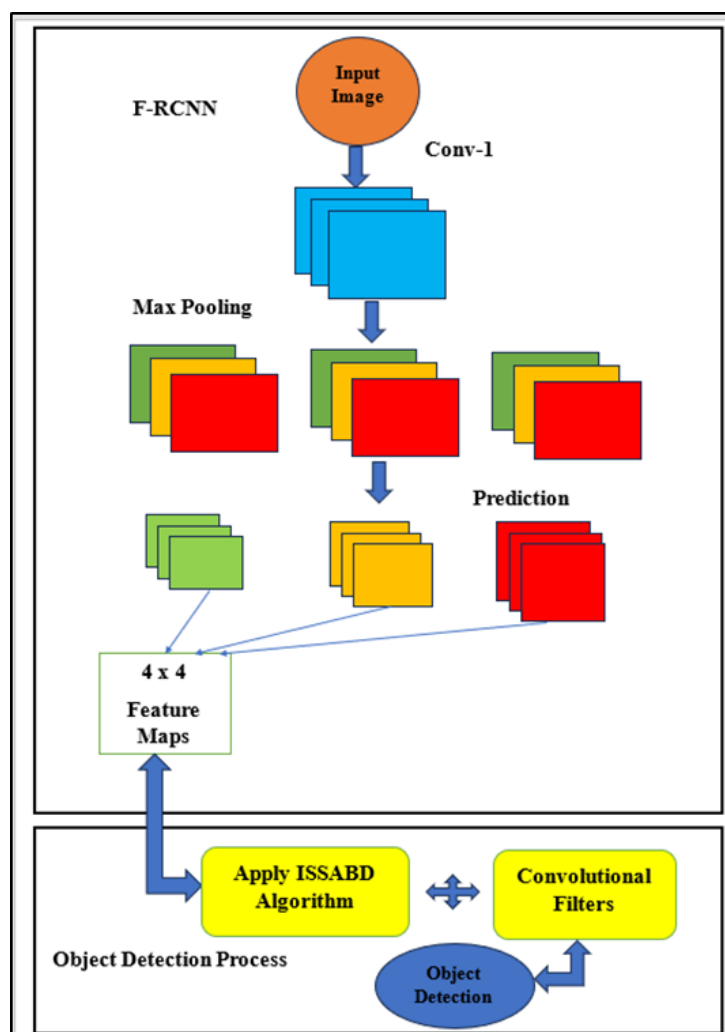 Input
Image
F-RCNN
Conv-1
Max Pooling
Prediction
4 x 4
Feature
Maps
Apply ISSABD
Algorithm
Convolutional
Filters
Object Detection Process
Object
Detection